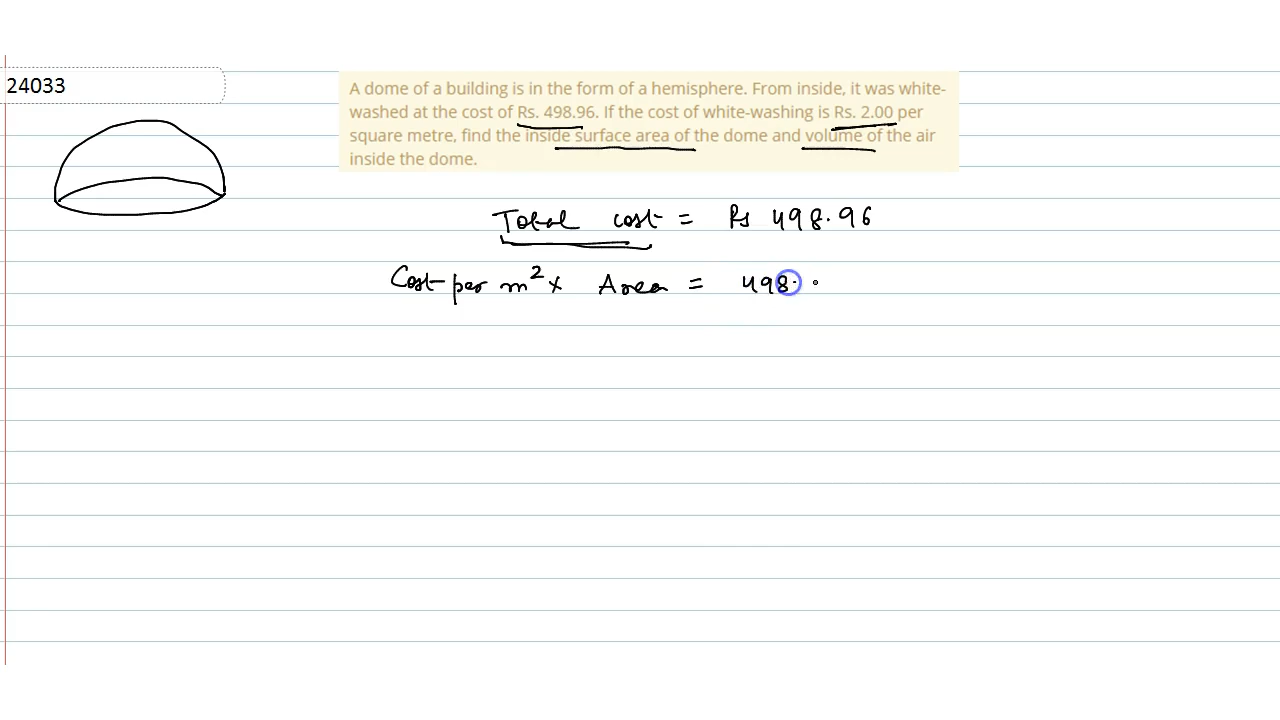 24033
A dome of a building is in the form of a hemisphere. From inside, it was white-
washed at the cost of Rs. 498.96. If the cost of white-washing is Rs. 2.00 per
square metre, find the inside surface area of the dome and volume of the air
inside the dome.
Total cost = Rs 498.96
Cost per m² x Area = 498.